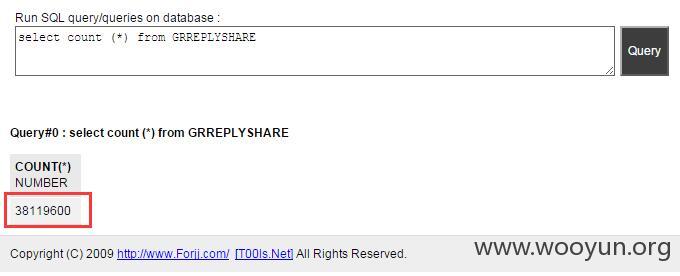 Run SQL query/queries on database :
select count (*) from GRREPLYSHARE
Query
Query#0 : select count (*) from GRREPLYSHARE
COUNT(*)
NUMBER
38119600
Copyright (C) 2009 http://www.Forjj.com/ [T00ls.Net] All Rights Reserved.
www.wooyun.org